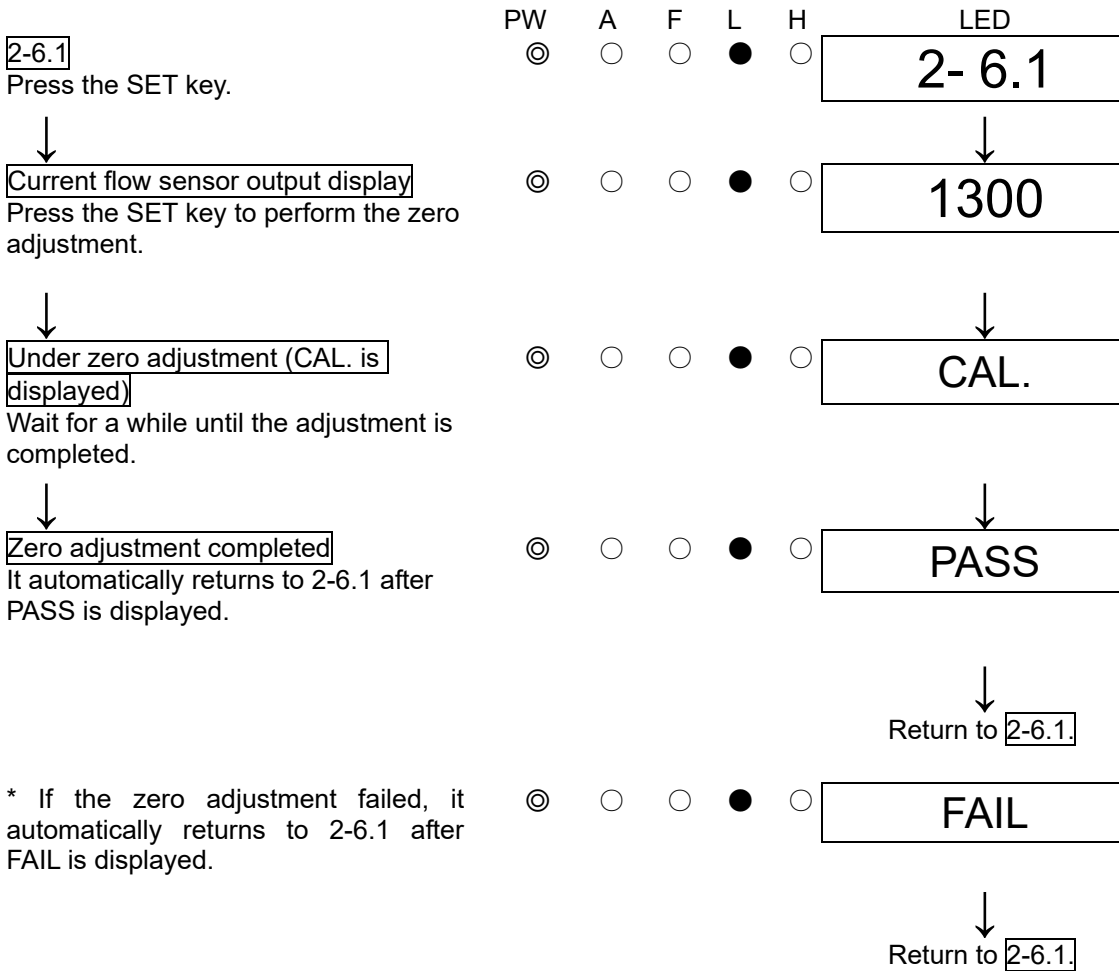 PW A F L H LED
2-6.1 ◎ ○ ○ ● ○ 2- 6.1
Press the SET key.
↓ ↓
Current flow sensor output display ◎ ○ ○ ● ○ 1300
Press the SET key to perform the zero
adjustment.
↓ ↓
Under zero adjustment (CAL. is ◎ ○ ○ ● ○ CAL.
displayed)
Wait for a while until the adjustment is
completed.
↓ ↓
Zero adjustment completed ◎ ○ ○ ● ○ PASS
It automatically returns to 2-6.1 after
PASS is displayed.
↓
Return to 2-6.1.
* If the zero adjustment failed, it ◎ ○ ○ ● ○ FAIL
automatically returns to 2-6.1 after
FAIL is displayed.
↓
Return to 2-6.1.